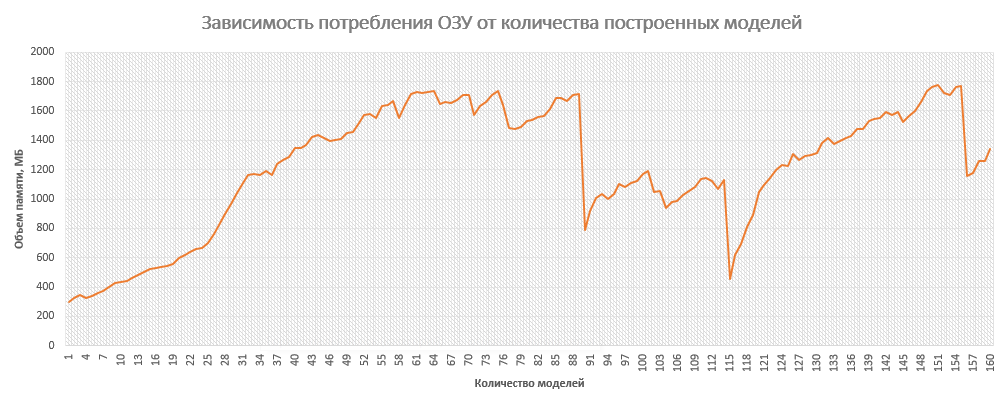 Зависимость потребления ОЗУ от количества построенных моделей
Объем памяти, МБ
2000
1800
1600
1400
1200
1000
800
600
400
200
0
1 4 7 10 13 16 19 22 25 28 31 34 37 40 43 46 49 52 55 58 61 64 67 70 73 76 79 82 85 88 91 94 97 100 103 106 109 112 115 118 121 124 127 130 133 136 139 142 145 148 151 154 157 160
Количество моделей